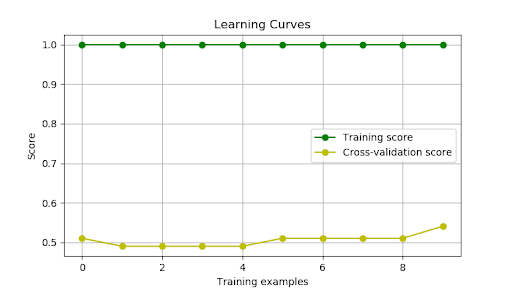 Learning Curves
1.0
0.9
0.8
0.7
0.6
0.5
Score
Training score
Cross-validation score
0 2 4 6 8
Training examples